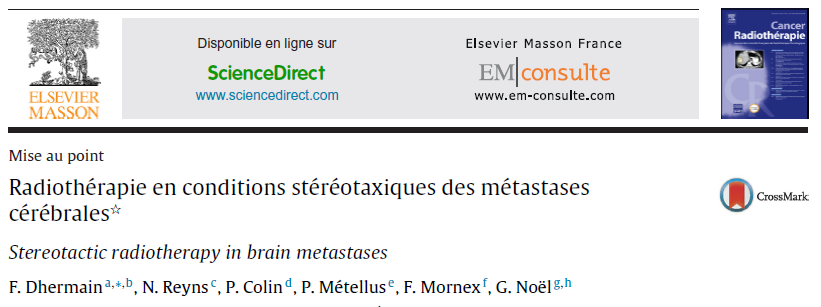 Disponible en ligne sur
ScienceDirect
www.sciencedirect.com
Elsevier Masson France
EM|consulte
www.em-consulte.com
ELSEVIER
MASSON
Cancer
Radiothérapie
Mise au point
Radiothérapie en conditions stéréotaxiques des métastases
cérébrales☆
CrossMark
Stereotactic radiotherapy in brain metastases
F. Dhermain a,∗,b, N. Reyns c, P. Colin d, P. Métellus e, F. Mornex f, G. Noël g,h